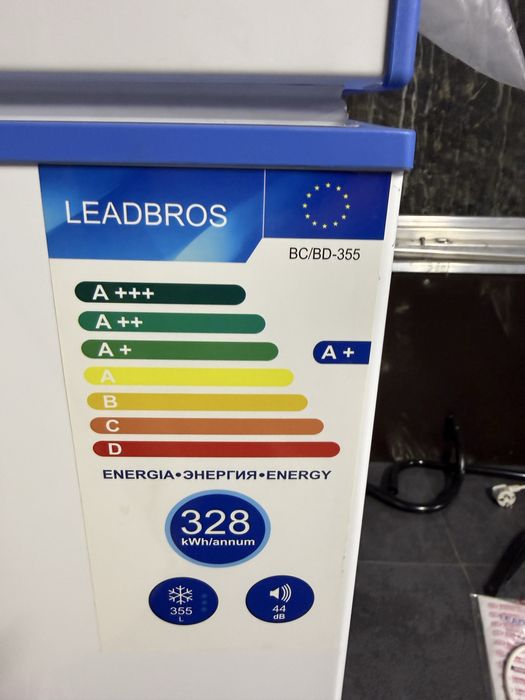 LEADBROS
BC/BD-355
A +++
A ++
A +
A +
A
B
C
D
ENERGIA•ЭНЕРГИЯ•ENERGY
328
kWh/annum
355
L
44
dB